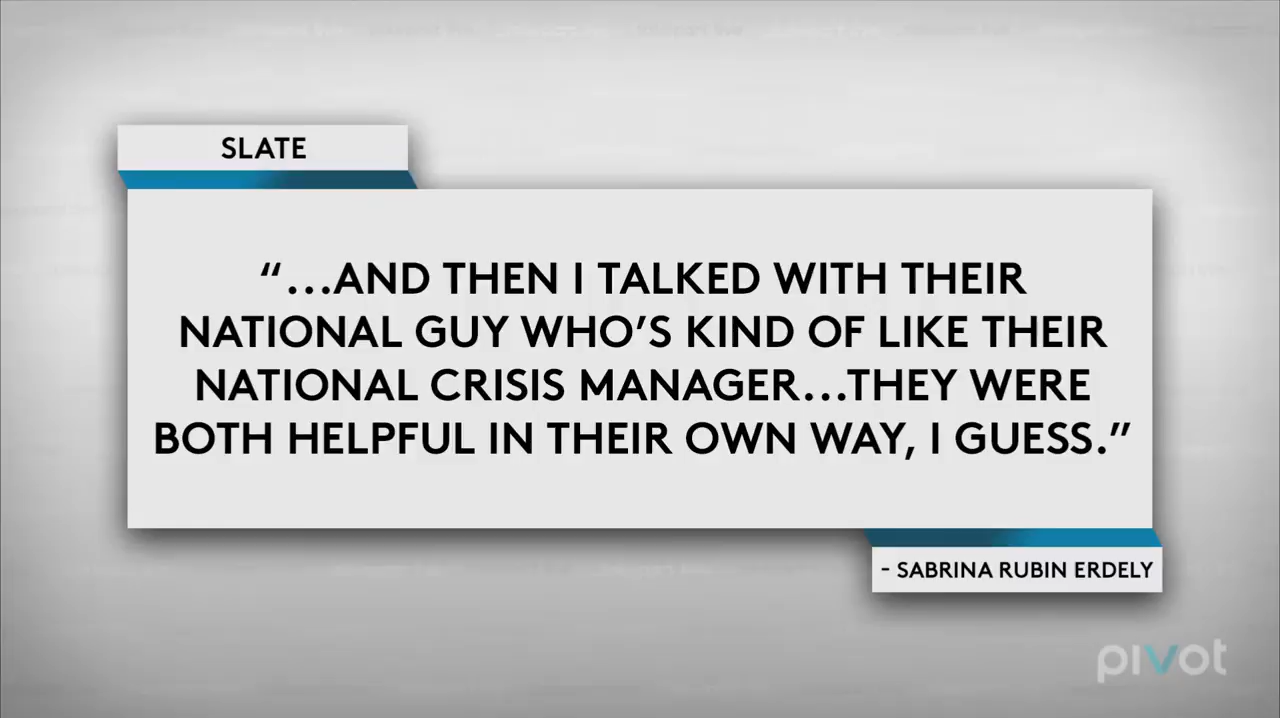 SLATE
“...AND THEN I TALKED WITH THEIR
NATIONAL GUY WHO’S KIND OF LIKE THEIR
NATIONAL CRISIS MANAGER...THEY WERE
BOTH HELPFUL IN THEIR OWN WAY, I GUESS.”
- SABRINA RUBIN ERDELY
pivot